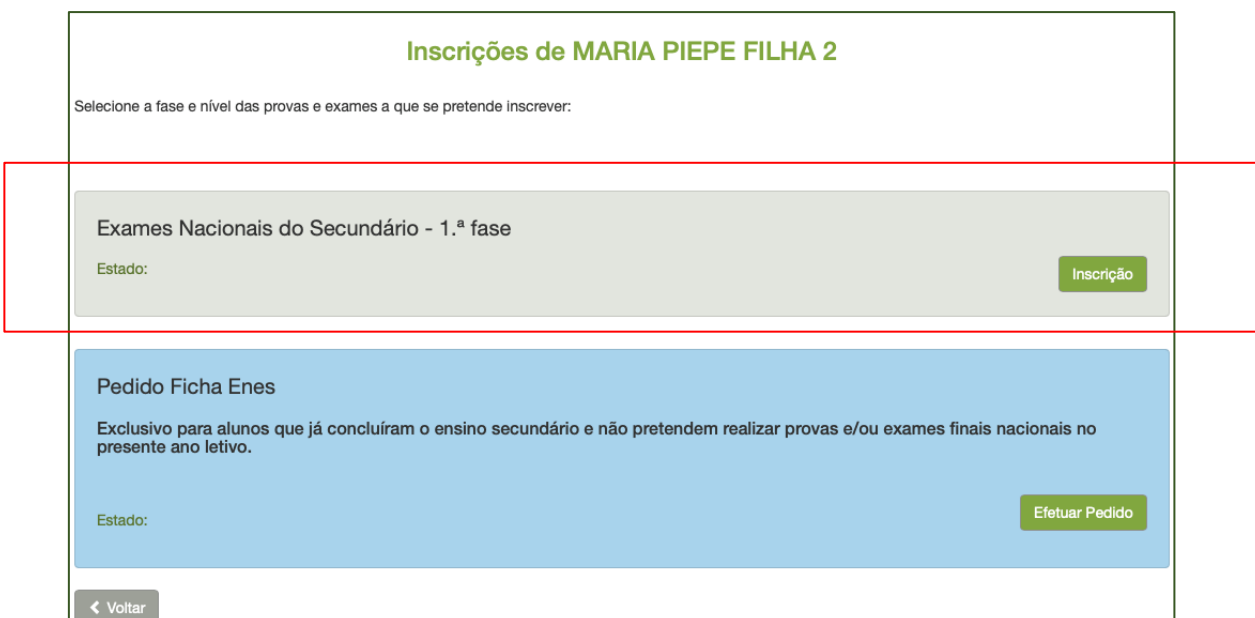 Inscrições de MARIA PIEPE FILHA 2
Selecione a fase e nível das provas e exames a que se pretende inscrever:
Exames Nacionais do Secundário - 1.ª fase
Estado:
Inscrição
Pedido Ficha Enes
Exclusivo para alunos que já concluíram o ensino secundário e não pretendem realizar provas e/ou exames finais nacionais no
presente ano letivo.
Estado:
Efetuar Pedido
Voltar